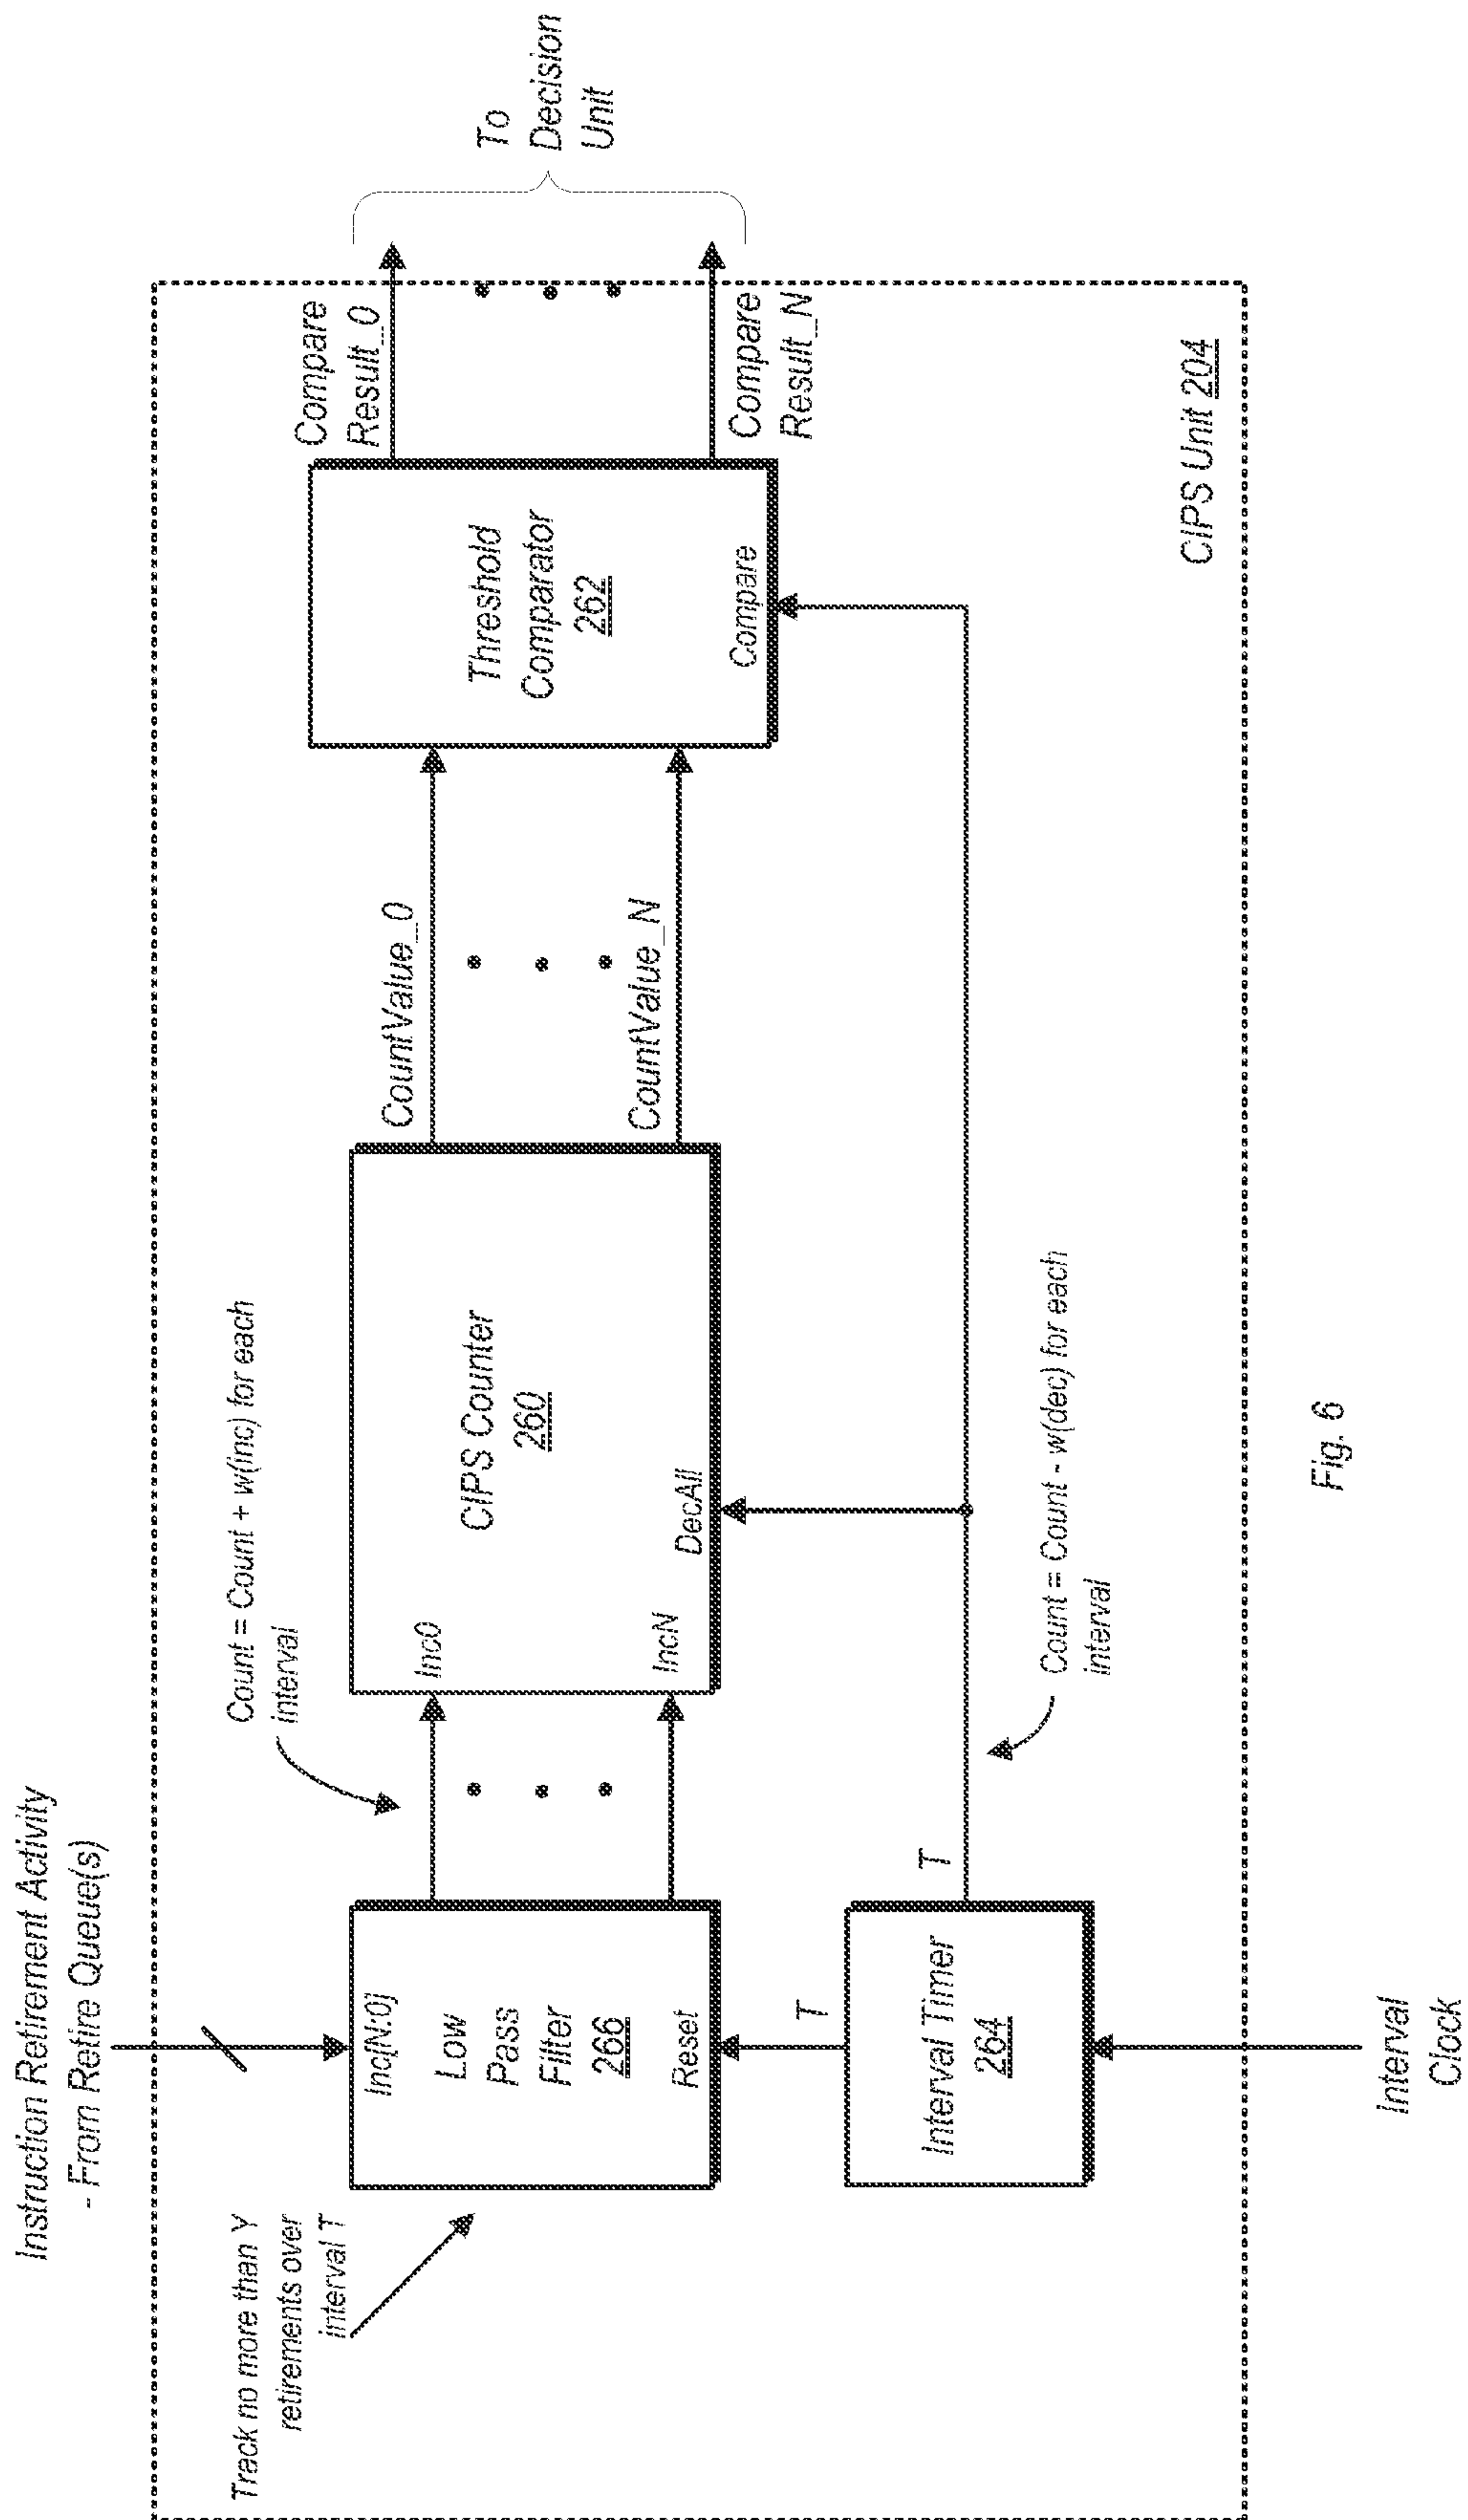 Instruction Retirement Activity
- From Retire Queue(s)
Track no more than Y
retirements over
interval T
Count = Count + w(inc) for each
interval
Inc[N:0]
Low
Pass
Filter
266
Reset
Inc0
IncN
CIPS Counter
260
DecAll
CountValue_0
CountValue_N
Threshold
Comparator
262
Compare
Compare
Result_0
Compare
Result_N
To
Decision
Unit
T
T
Interval Timer
264
Count = Count - w(dec) for each
interval
CIPS Unit 204
Interval
Clock
Fig. 6